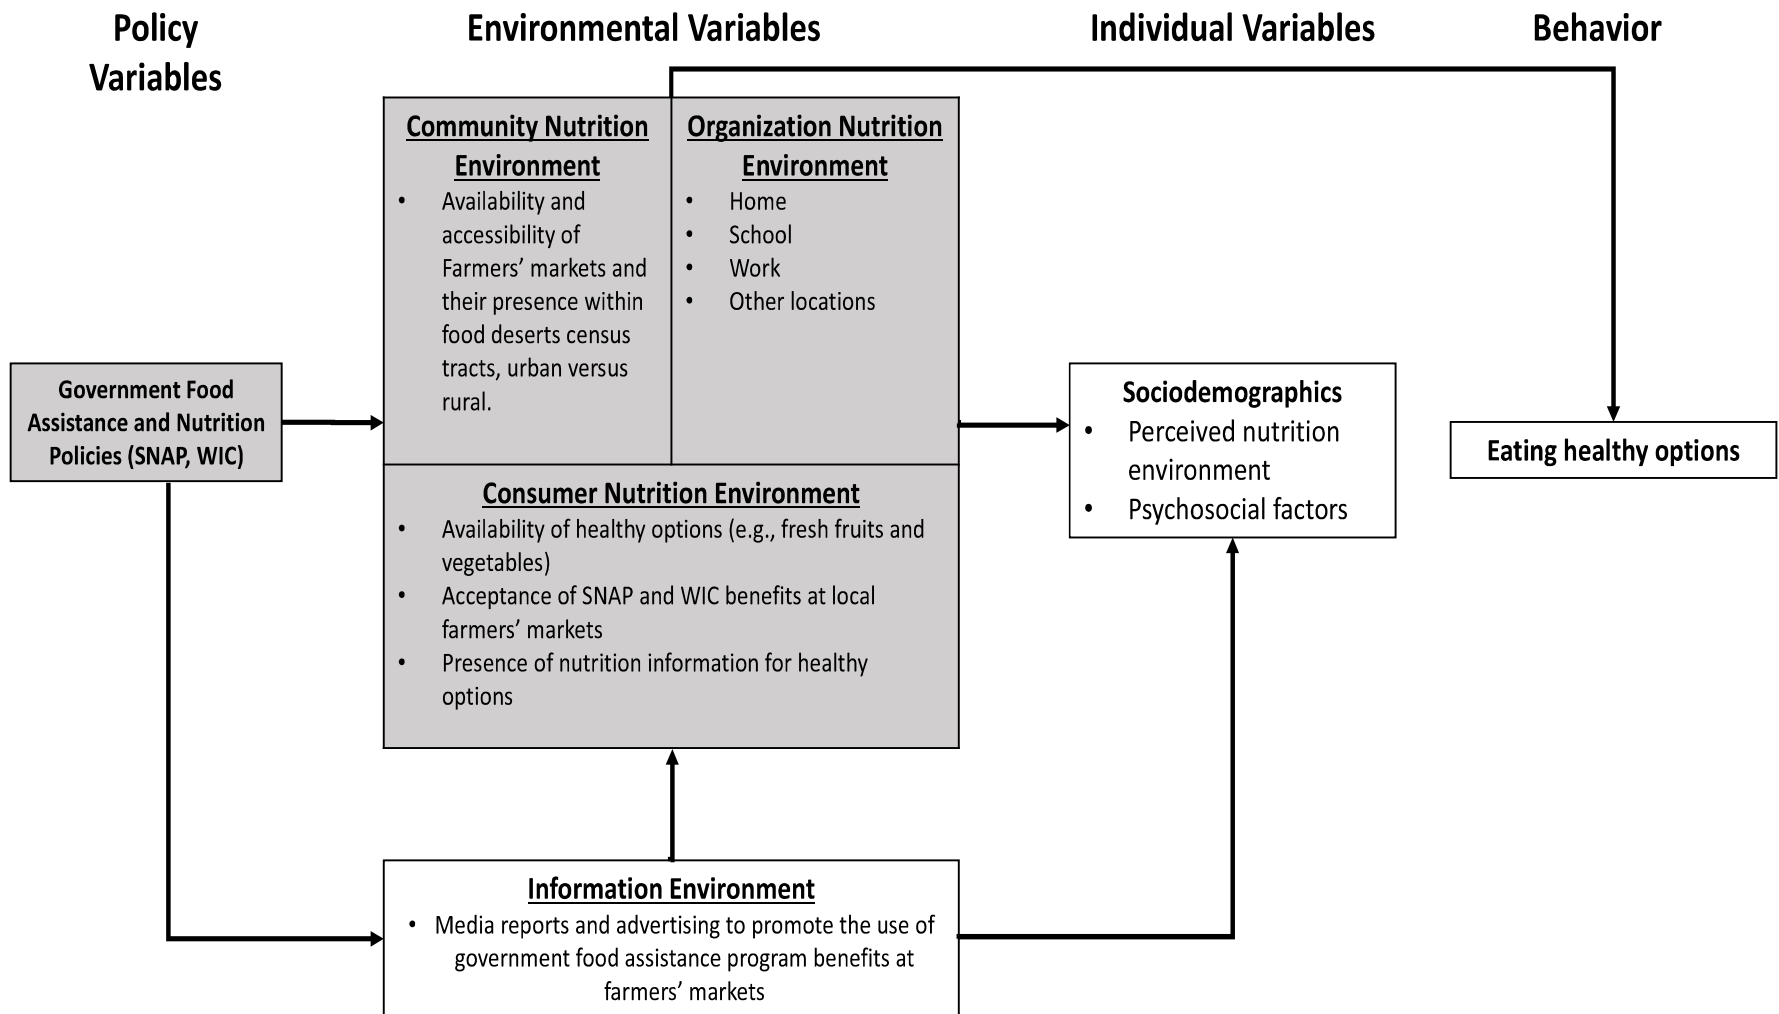 Policy
Variables
Environmental Variables
Individual Variables
Behavior
Community Nutrition
Environment
• Availability and
accessibility of
Farmers’ markets and
their presence within
food deserts census
tracts, urban versus
rural.
Organization Nutrition
Environment
• Home
• School
• Work
• Other locations
Government Food
Assistance and Nutrition
Policies (SNAP, WIC)
Consumer Nutrition Environment
• Availability of healthy options (e.g., fresh fruits and
vegetables)
• Acceptance of SNAP and WIC benefits at local
farmers’ markets
• Presence of nutrition information for healthy
options
Sociodemographics
• Perceived nutrition
environment
• Psychosocial factors
Eating healthy options
Information Environment
• Media reports and advertising to promote the use of
government food assistance program benefits at
farmers’ markets